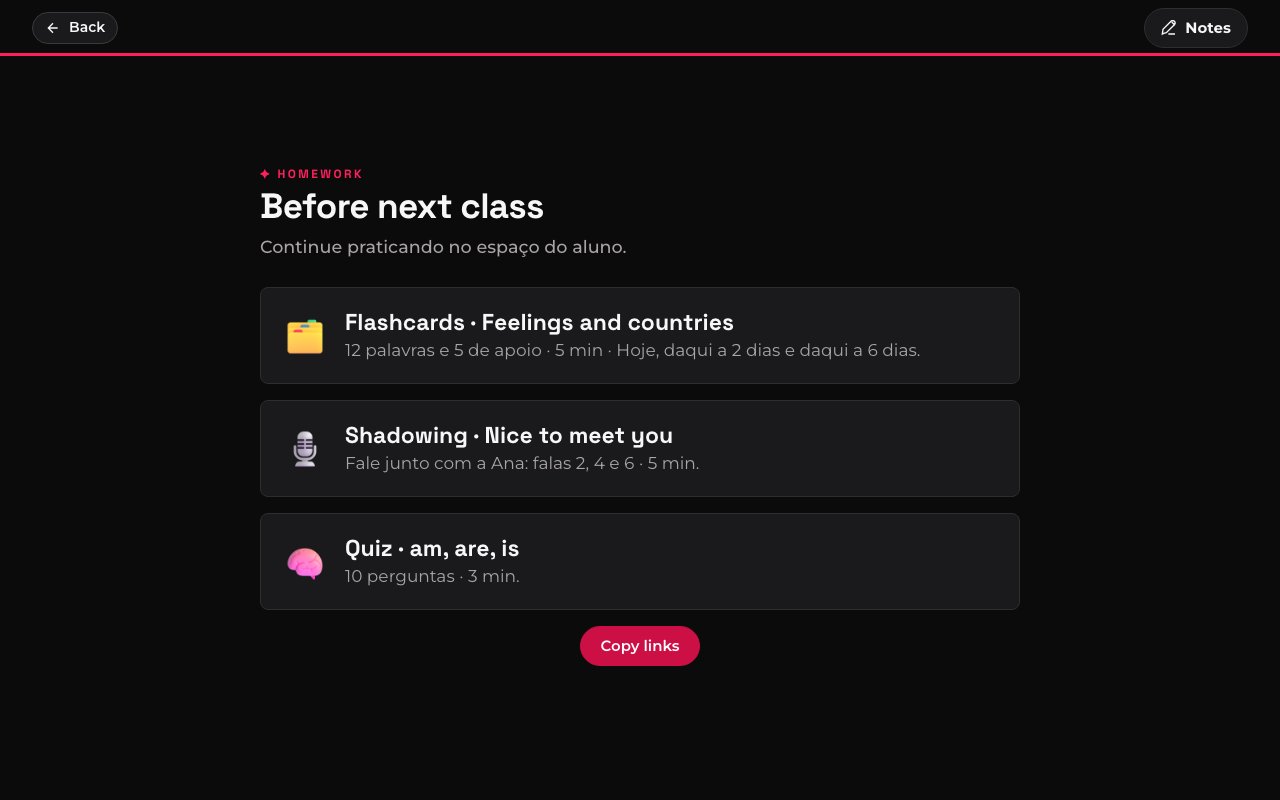 Back
Notes
HOMEWORK
Before next class
Continue praticando no espaço do aluno.
Flashcards · Feelings and countries
12 palavras e 5 de apoio · 5 min · Hoje, daqui a 2 dias e daqui a 6 dias.
Shadowing · Nice to meet you
Fale junto com a Ana: falas 2, 4 e 6 · 5 min.
Quiz · am, are, is
10 perguntas · 3 min.
Copy links